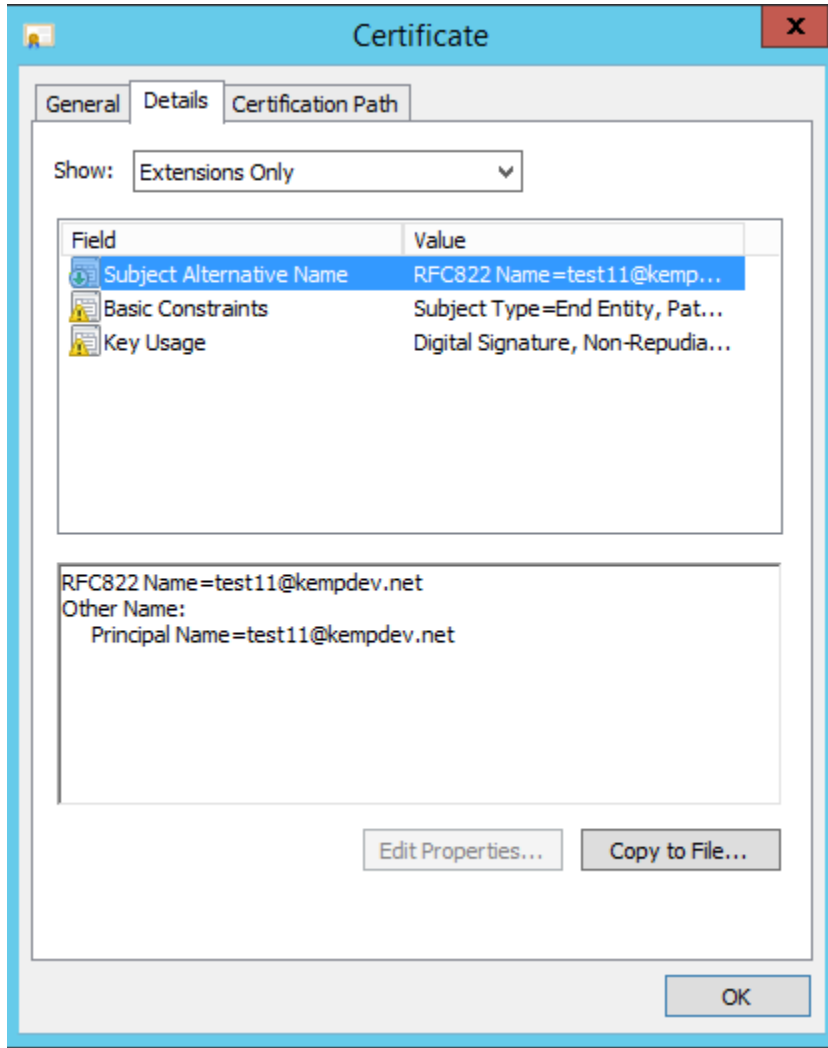 Certificate
x
General Details Certification Path
Show: Extensions Only
Field Value
Subject Alternative Name RFC822 Name=test11@kemp...
Basic Constraints Subject Type=End Entity, Pat...
Key Usage Digital Signature, Non-Repudia...
RFC822 Name=test11@kempdev.net
Other Name:
Principal Name=test11@kempdev.net
Edit Properties... Copy to File...
OK